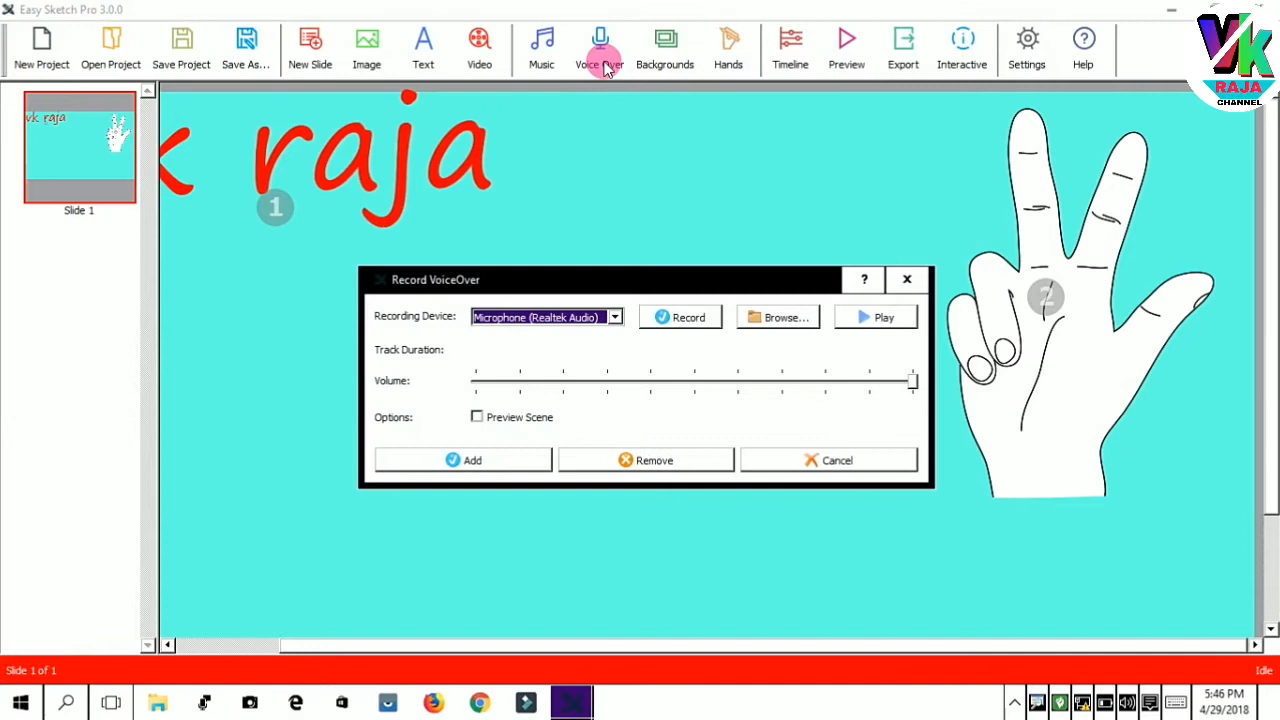 Easy Sketch Pro 3.0.0
New Project Open Project Save Project Save As... New Slide Image Text Video Music Voice Over Backgrounds Hands Timeline Preview Export Interactive Settings Help
VK
RAJA
CHANNEL
vk raja
Slide 1
k raja
1
2
Record VoiceOver ?
Recording Device: Microphone (Realtek Audio) Record Browse... Play
Track Duration:
Volume:
Options: Preview Scene
Add Remove Cancel
Slide 1 of 1 Idle
5:46 PM
4/29/2018